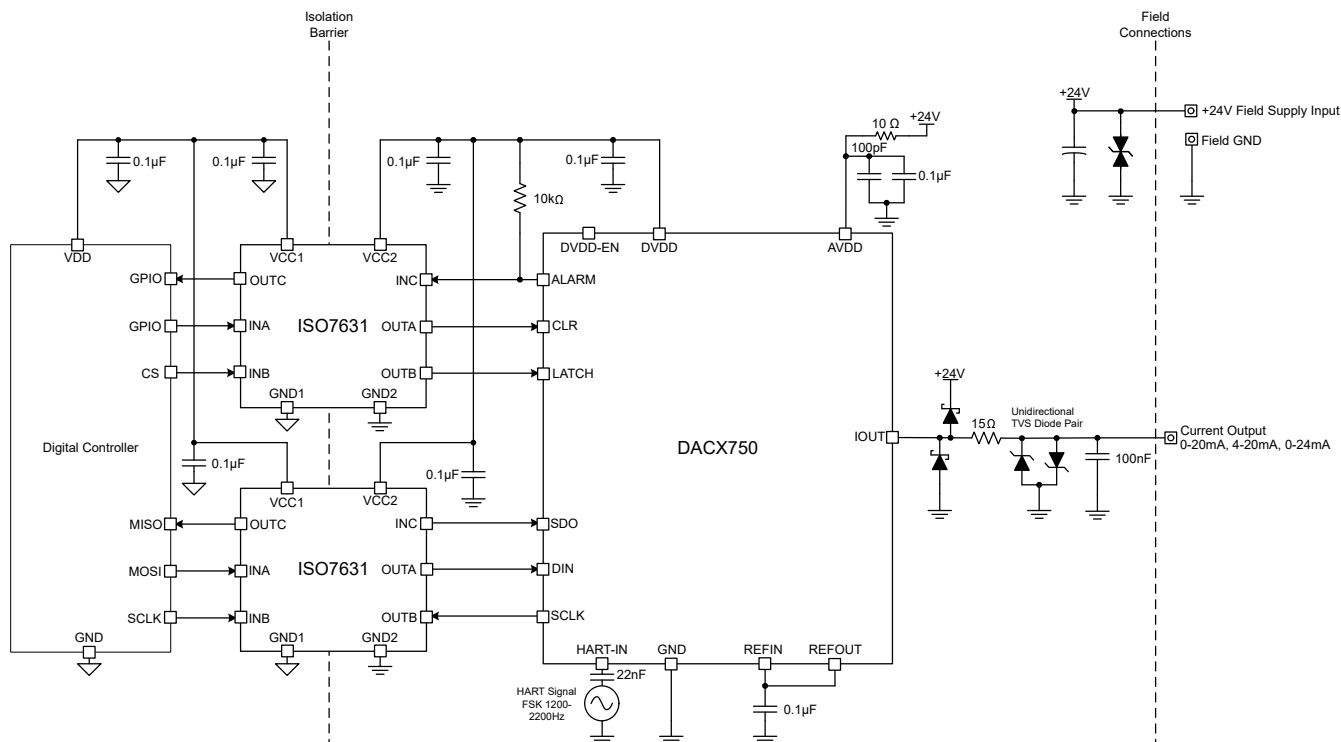 Isolation
Barrier
Field
Connections
+24V
+24V Field Supply Input
Field GND
10 Ω
+24V
100pF
0.1µF
0.1µF
0.1µF
0.1µF
0.1µF
10kΩ
VDD
VCC1
VCC2
DVDD-EN
DVDD
AVDD
GPIO
OUTC
INC
ALARM
GPIO
INA
ISO7631
OUTA
CLR
CS
INB
OUTB
LATCH
GND1
GND2
+24V
15Ω
Unidirectional
TVS Diode Pair
Digital Controller
DACX750
IOUT
Current Output
0-20mA, 4-20mA, 0-24mA
100nF
0.1µF
0.1µF
VCC1
VCC2
MISO
OUTC
INC
SDO
MOSI
INA
ISO7631
OUTA
DIN
SCLK
INB
OUTB
SCLK
GND
GND1
GND2
HART-IN
GND
REFIN
REFOUT
22nF
HART Signal
FSK 1200-
2200Hz
0.1µF